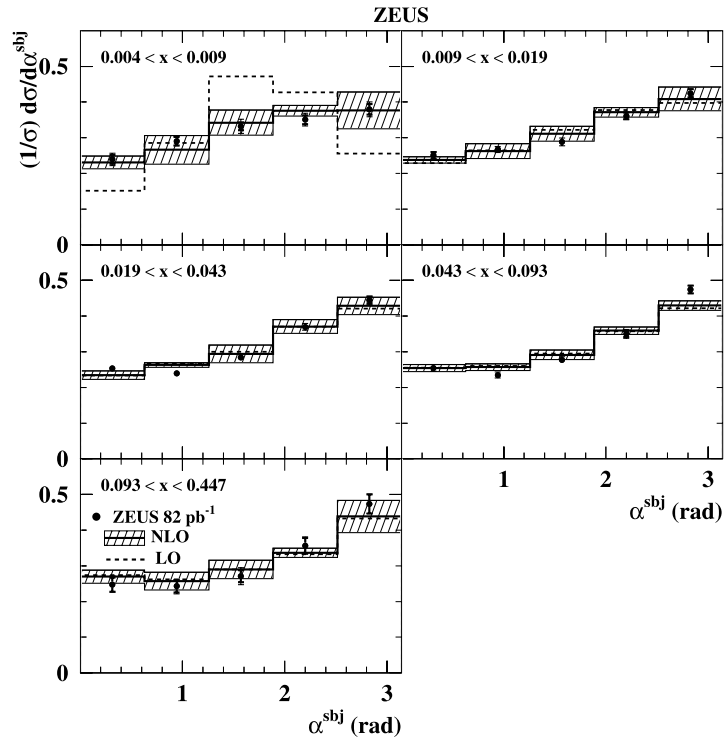 ZEUS
(1/σ) dσ/dα^sbj
0.004 < x < 0.009
0.009 < x < 0.019
0.5
0
0.019 < x < 0.043
0.043 < x < 0.093
0.5
0
1 2 3
α^sbj (rad)
0.093 < x < 0.447
0.5
ZEUS 82 pb^-1
NLO
LO
0
1 2 3
α^sbj (rad)